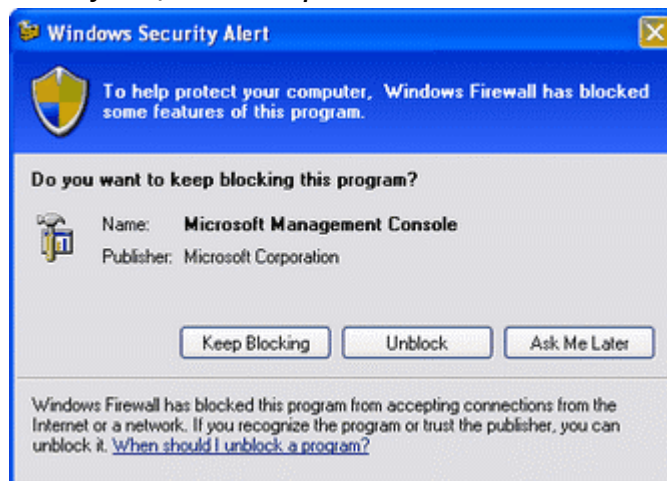 Windows Security Alert
To help protect your computer, Windows Firewall has blocked
some features of this program.
Do you want to keep blocking this program?
Name: Microsoft Management Console
Publisher: Microsoft Corporation
Keep Blocking Unblock Ask Me Later
Windows Firewall has blocked this program from accepting connections from the
Internet or a network. If you recognize the program or trust the publisher, you can
unblock it. When should I unblock a program?